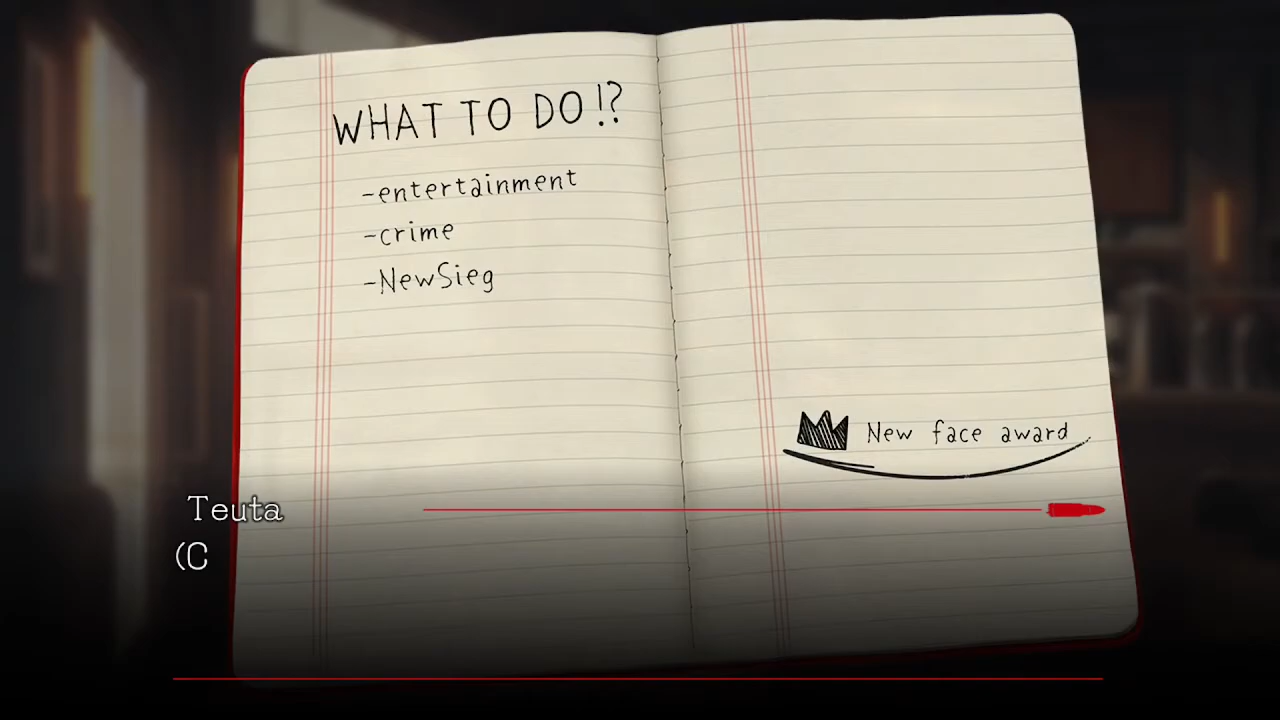 WHAT TO DO!?
-entertainment
-crime
-NewSieg
New face award
Teuta
(C